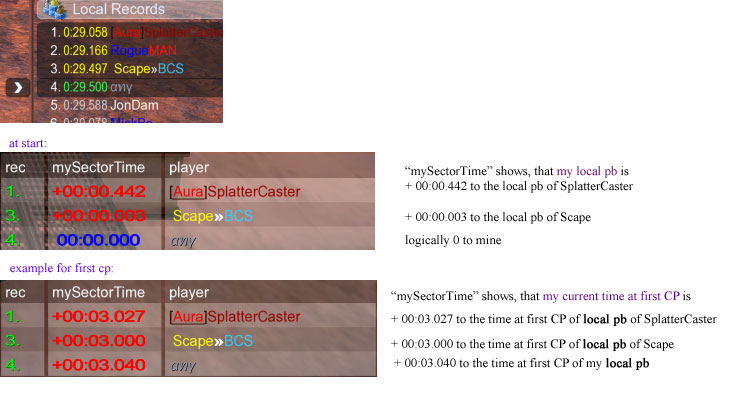 Local Records
1. 0:29.058 [Aura]SplatterCaster
2. 0:29.166 RogueMAN
3. 0:29.497 Scape»BCS
4. 0:29.500 αиу
5. 0:29.588 JonDam
at start:
rec mySectorTime player
1. +00:00.442 [Aura]SplatterCaster
3. +00:00.003 Scape»BCS
4. 00:00.000 αиу
“mySectorTime” shows, that my local pb is
+ 00:00.442 to the local pb of SplatterCaster
+ 00:00.003 to the local pb of Scape
logically 0 to mine
example for first cp:
rec mySectorTime player
1. +00:03.027 [Aura]SplatterCaster
3. +00:03.000 Scape»BCS
4. +00:03.040 αиу
“mySectorTime” shows, that my current time at first CP is
+ 00:03.027 to the time at first CP of local pb of SplatterCaster
+ 00:03.000 to the time at first CP of local pb of Scape
+ 00:03.040 to the time at first CP of my local pb